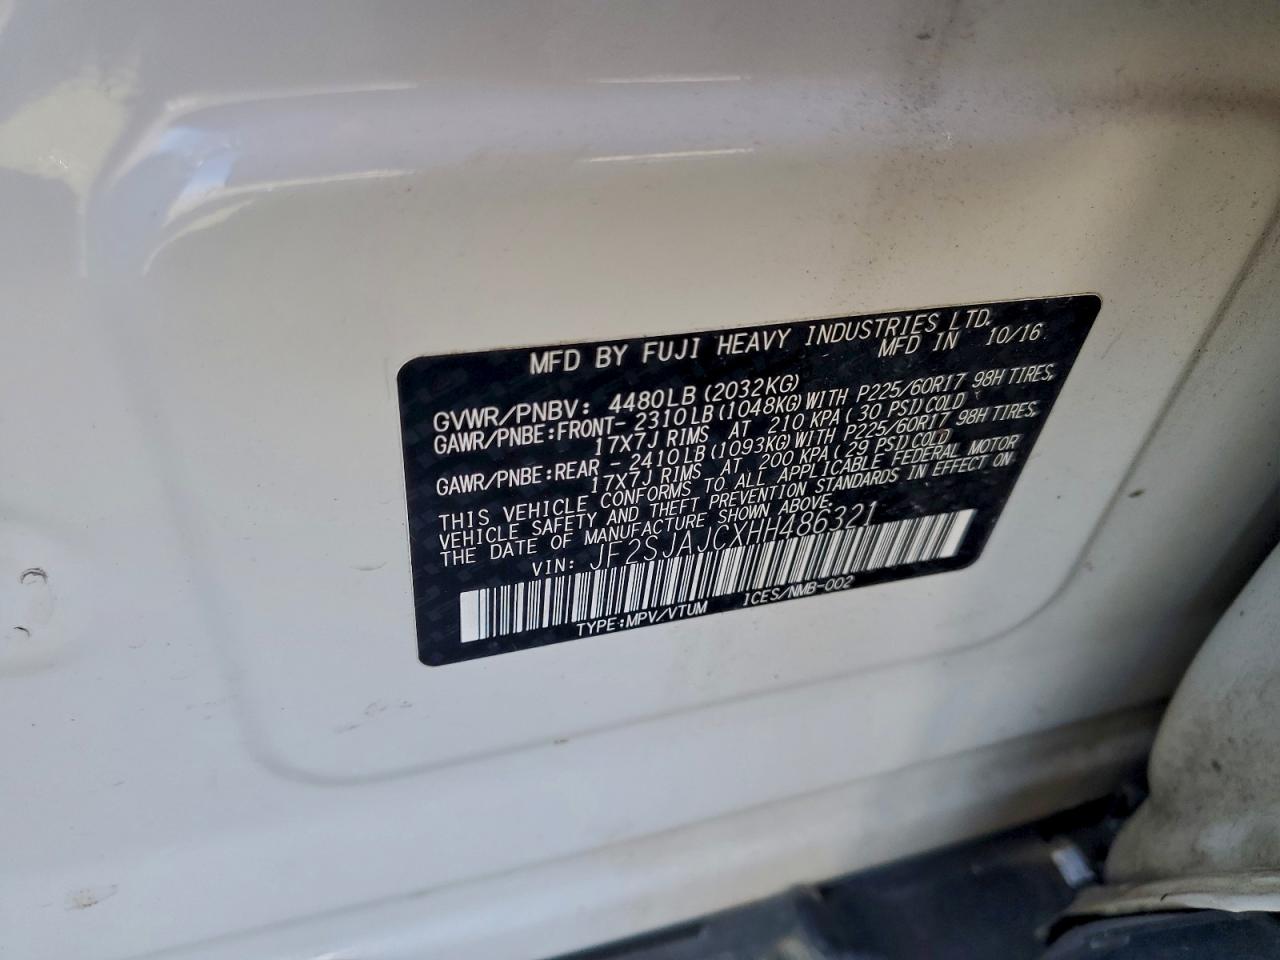 MFD BY FUJI HEAVY INDUSTRIES LTD.
MFD IN 10/16
GVWR/PNBV: 4480LB (2032KG)
GAWR/PNBE:FRONT- 2310LB (1048KG) WITH P225/60R17 98H TIRES,
17X7J RIMS AT 210 KPA (30 PSI) COLD
GAWR/PNBE:REAR - 2410LB (1093KG) WITH P225/60R17 98H TIRES,
17X7J RIMS AT 200 KPA (29 PSI) COLD
THIS VEHICLE CONFORMS TO ALL APPLICABLE FEDERAL MOTOR
VEHICLE SAFETY AND THEFT PREVENTION STANDARDS IN EFFECT ON
THE DATE OF MANUFACTURE SHOWN ABOVE.
VIN: JF2SJAJCXHH486321
TYPE:MPV/VTUM ICES/NMB-002